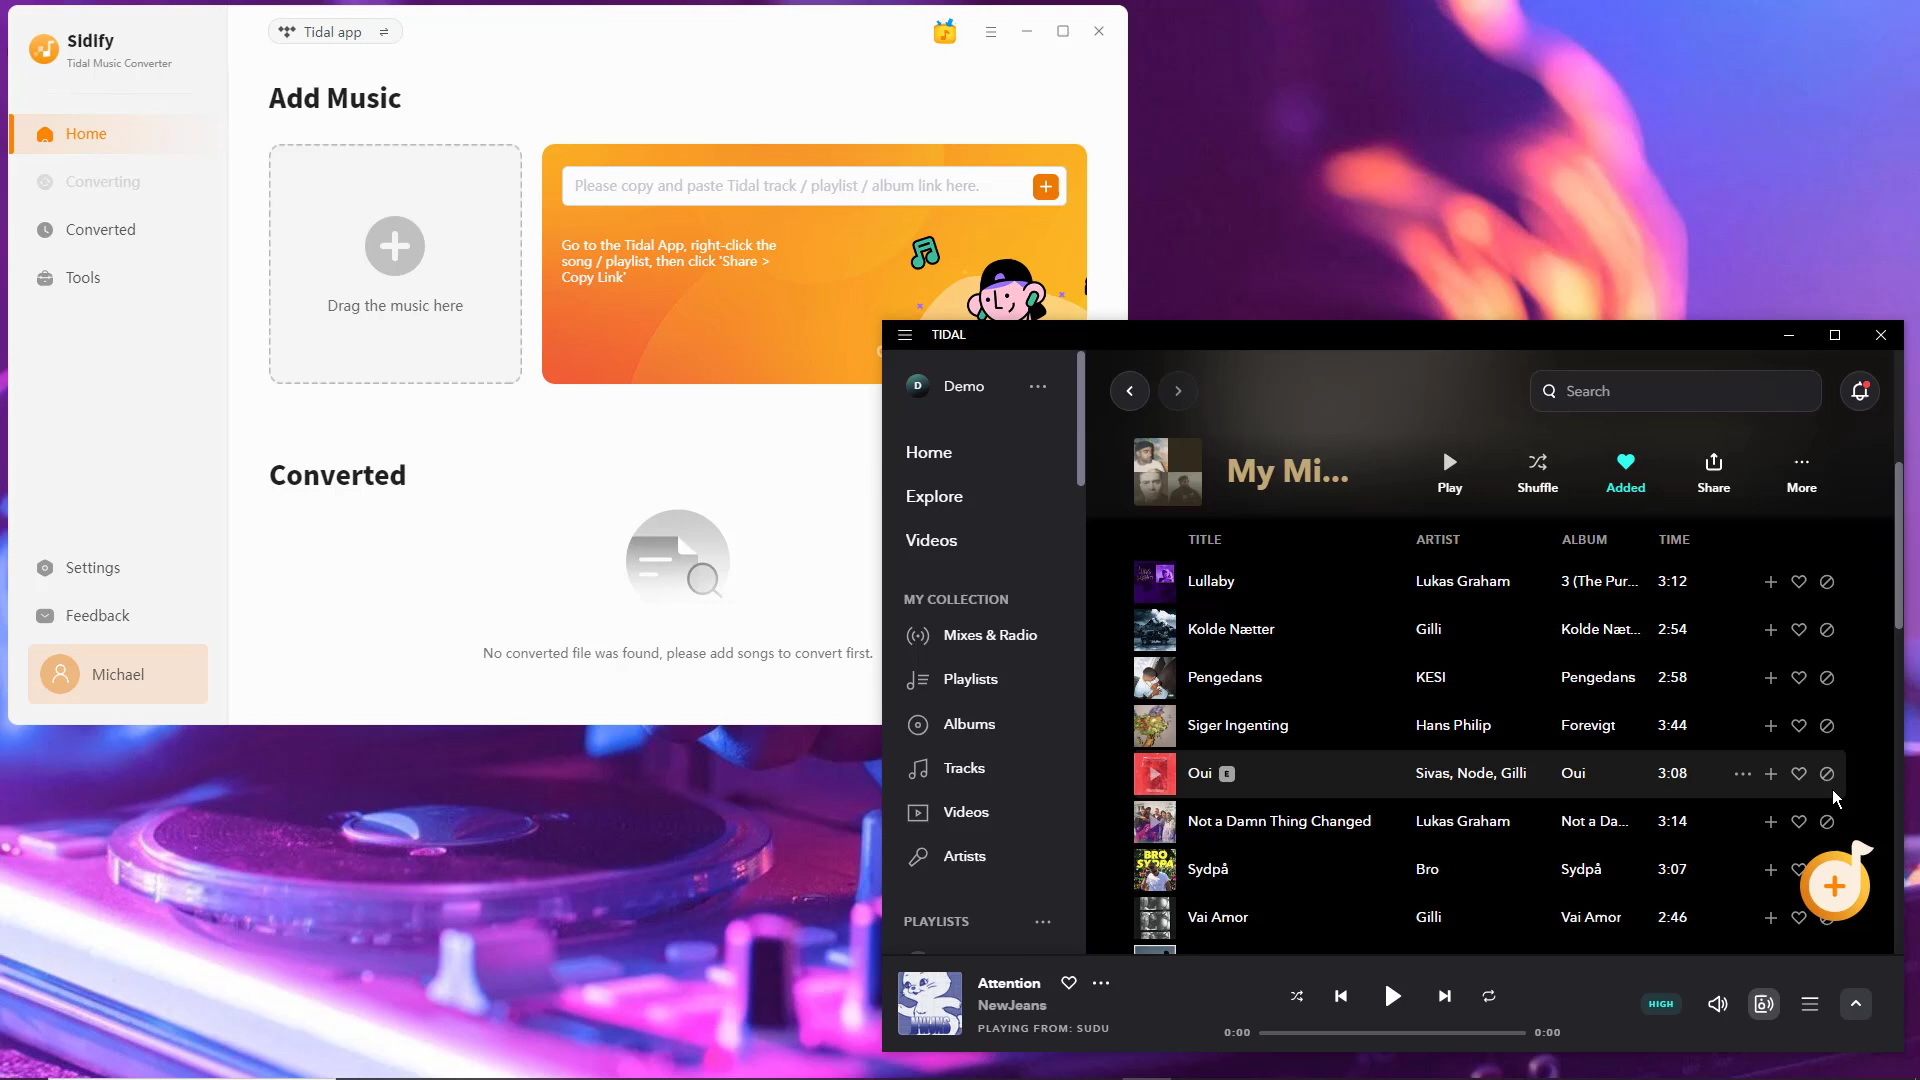 Sidify
Tidal Music Converter
Home
Converting
Converted
Tools
Settings
Feedback
Michael
Tidal app
Add Music
Drag the music here
Please copy and paste Tidal track / playlist / album link here.
Go to the Tidal App, right-click the
song / playlist, then click 'Share >
Copy Link'
Converted
No converted file was found, please add songs to convert first.
TIDAL
D Demo
Home
Explore
Videos
MY COLLECTION
Mixes & Radio
Playlists
Albums
Tracks
Videos
Artists
PLAYLISTS
Search
My Mi...
Play
Shuffle
Added
Share
More
TITLE ARTIST ALBUM TIME
Lullaby Lukas Graham 3 (The Pur... 3:12
Kolde Nætter Gilli Kolde Næt... 2:54
Pengedans KESI Pengedans 2:58
Siger Ingenting Hans Philip Forevigt 3:44
Oui E Sivas, Node, Gilli Oui 3:08
Not a Damn Thing Changed Lukas Graham Not a Da... 3:14
BRO
SYDPÅ
Sydpå Bro Sydpå 3:07
Vai Amor Gilli Vai Amor 2:46
Attention
NewJeans
PLAYING FROM: SUDU
0:00
0:00
HIGH